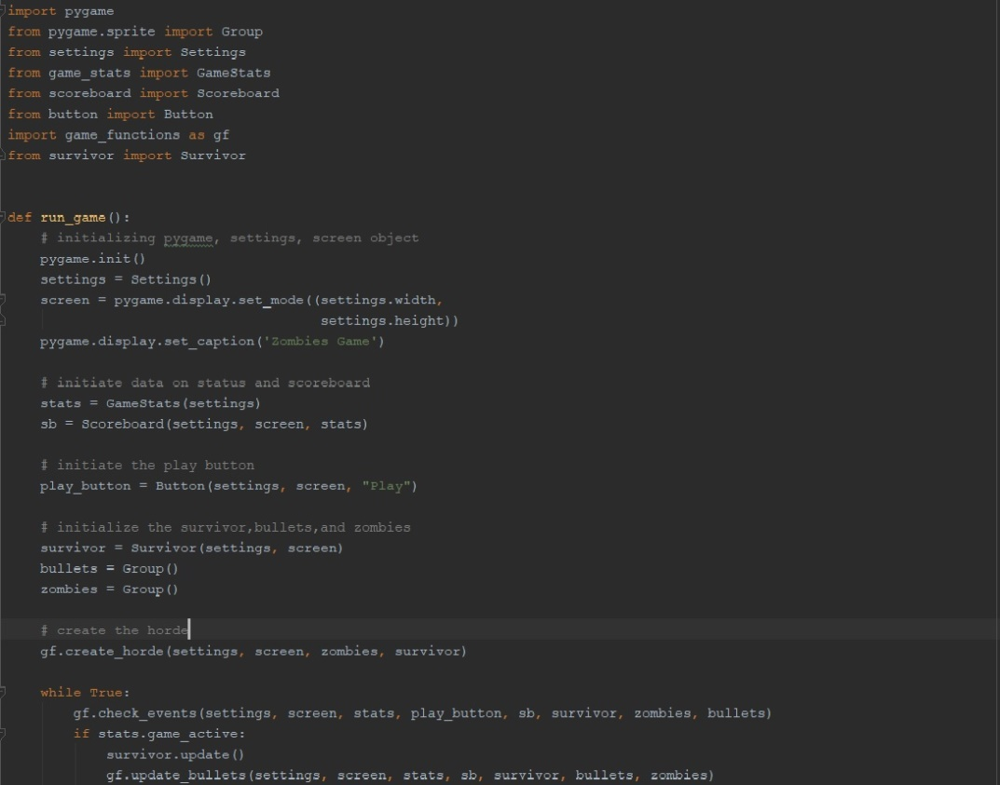 import pygame
from pygame.sprite import Group
from settings import Settings
from game_stats import GameStats
from scoreboard import Scoreboard
from button import Button
import game_functions as gf
from survivor import Survivor
def run_game():
# initializing pygame, settings, screen object
pygame.init()
settings = Settings()
screen = pygame.display.set_mode((settings.width,
settings.height))
pygame.display.set_caption('Zombies Game')
# initiate data on status and scoreboard
stats = GameStats(settings)
sb = Scoreboard(settings, screen, stats)
# initiate the play button
play_button = Button(settings, screen, "Play")
# initialize the survivor,bullets,and zombies
survivor = Survivor(settings, screen)
bullets = Group()
zombies = Group()
# create the horde
gf.create_horde(settings, screen, zombies, survivor)
while True:
gf.check_events(settings, screen, stats, play_button, sb, survivor, zombies, bullets)
if stats.game_active:
survivor.update()
gf.update_bullets(settings, screen, stats, sb, survivor, bullets, zombies)